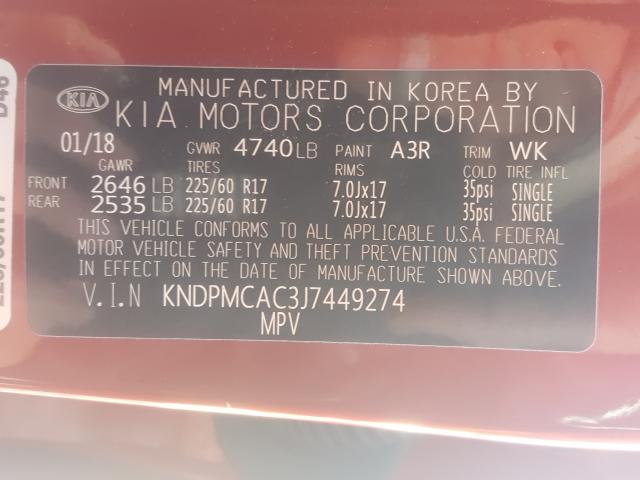 MANUFACTURED IN KOREA BY
KIA KIA MOTORS CORPORATION
01/18 GVWR 4740 LB PAINT A3R TRIM WK
GAWR TIRES RIMS COLD TIRE INFL
FRONT 2646 LB 225/60 R17 7.0Jx17 35psi SINGLE
REAR 2535 LB 225/60 R17 7.0Jx17 35psi SINGLE
THIS VEHICLE CONFORMS TO ALL APPLICABLE U.S.A. FEDERAL
MOTOR VEHICLE SAFETY AND THEFT PREVENTION STANDARDS
IN EFFECT ON THE DATE OF MANUFACTURE SHOWN ABOVE.
V.I.N KNDPMCAC3J7449274
MPV